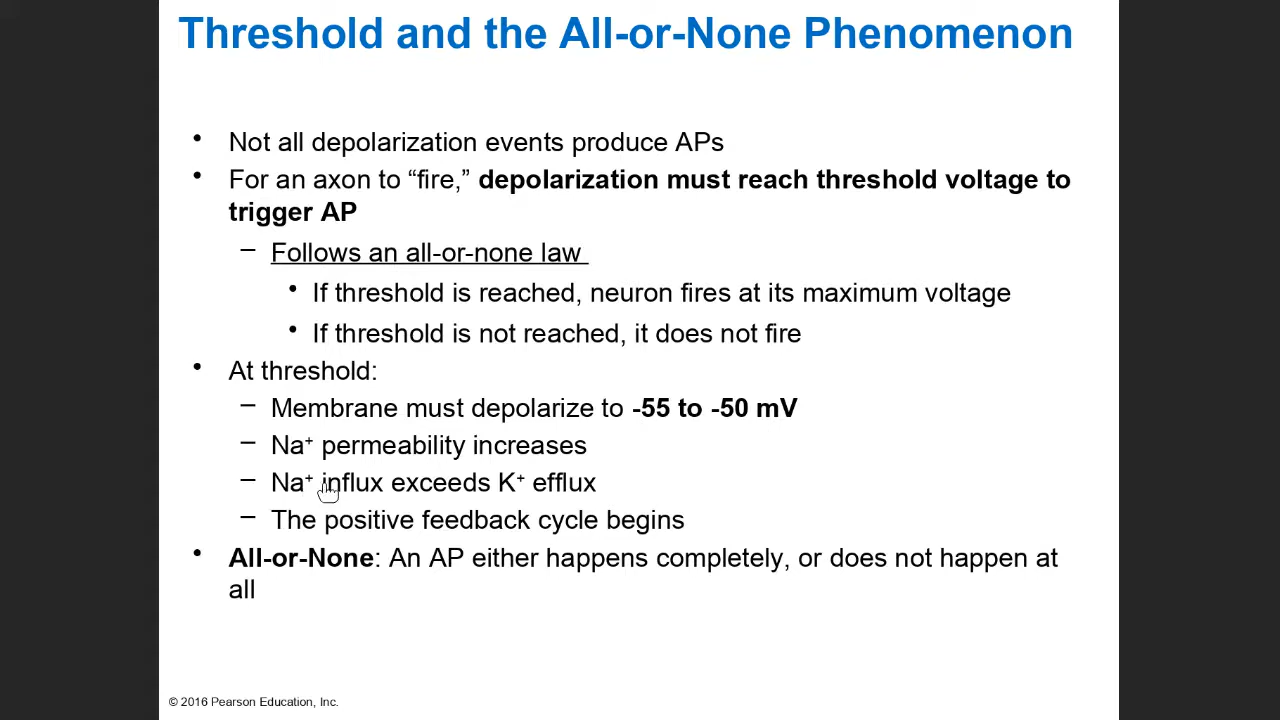 Threshold and the All-or-None Phenomenon
• Not all depolarization events produce APs
• For an axon to “fire,” depolarization must reach threshold voltage to
trigger AP
– Follows an all-or-none law
• If threshold is reached, neuron fires at its maximum voltage
• If threshold is not reached, it does not fire
• At threshold:
– Membrane must depolarize to -55 to -50 mV
– Na⁺ permeability increases
– Na⁺ influx exceeds K⁺ efflux
– The positive feedback cycle begins
• All-or-None: An AP either happens completely, or does not happen at
all
© 2016 Pearson Education, Inc.